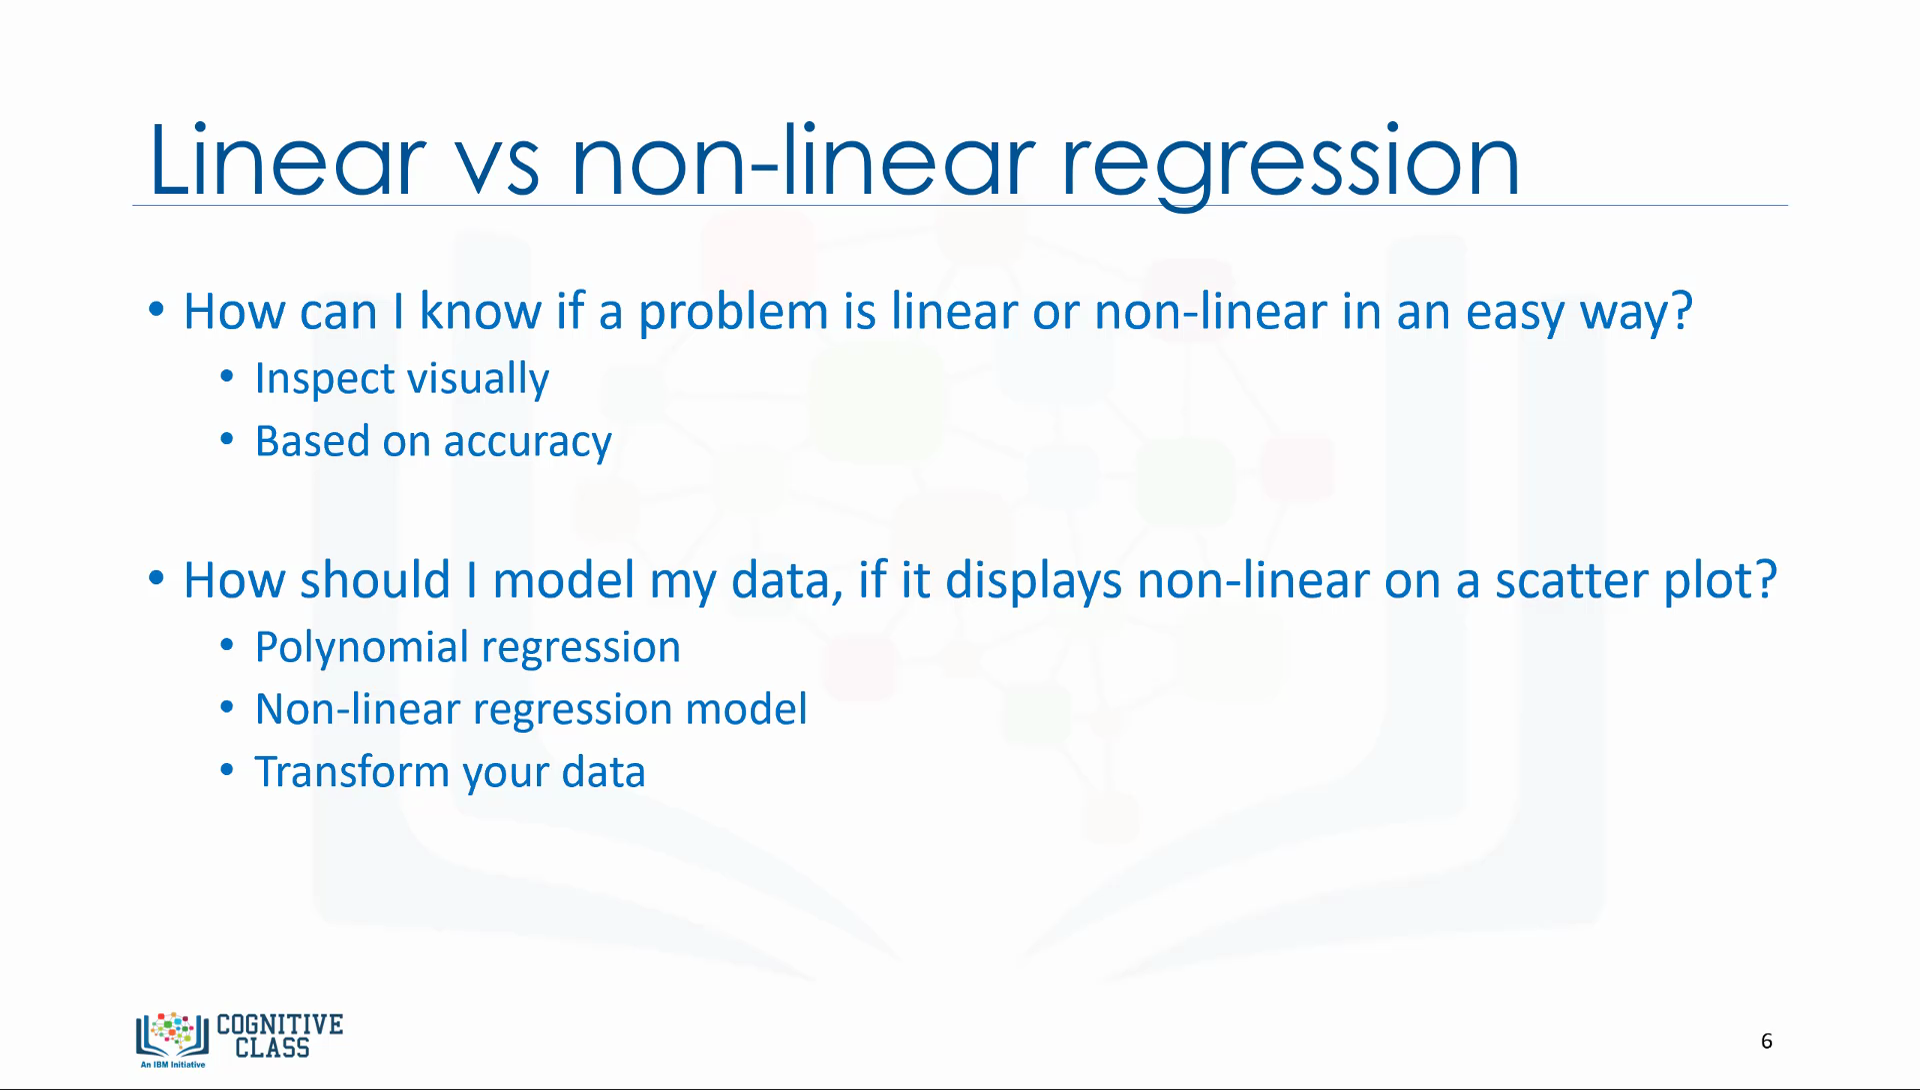 Linear vs non-linear regression
• How can I know if a problem is linear or non-linear in an easy way?
• Inspect visually
• Based on accuracy
• How should I model my data, if it displays non-linear on a scatter plot?
• Polynomial regression
• Non-linear regression model
• Transform your data
COGNITIVE
CLASS
An IBM Initiative
6